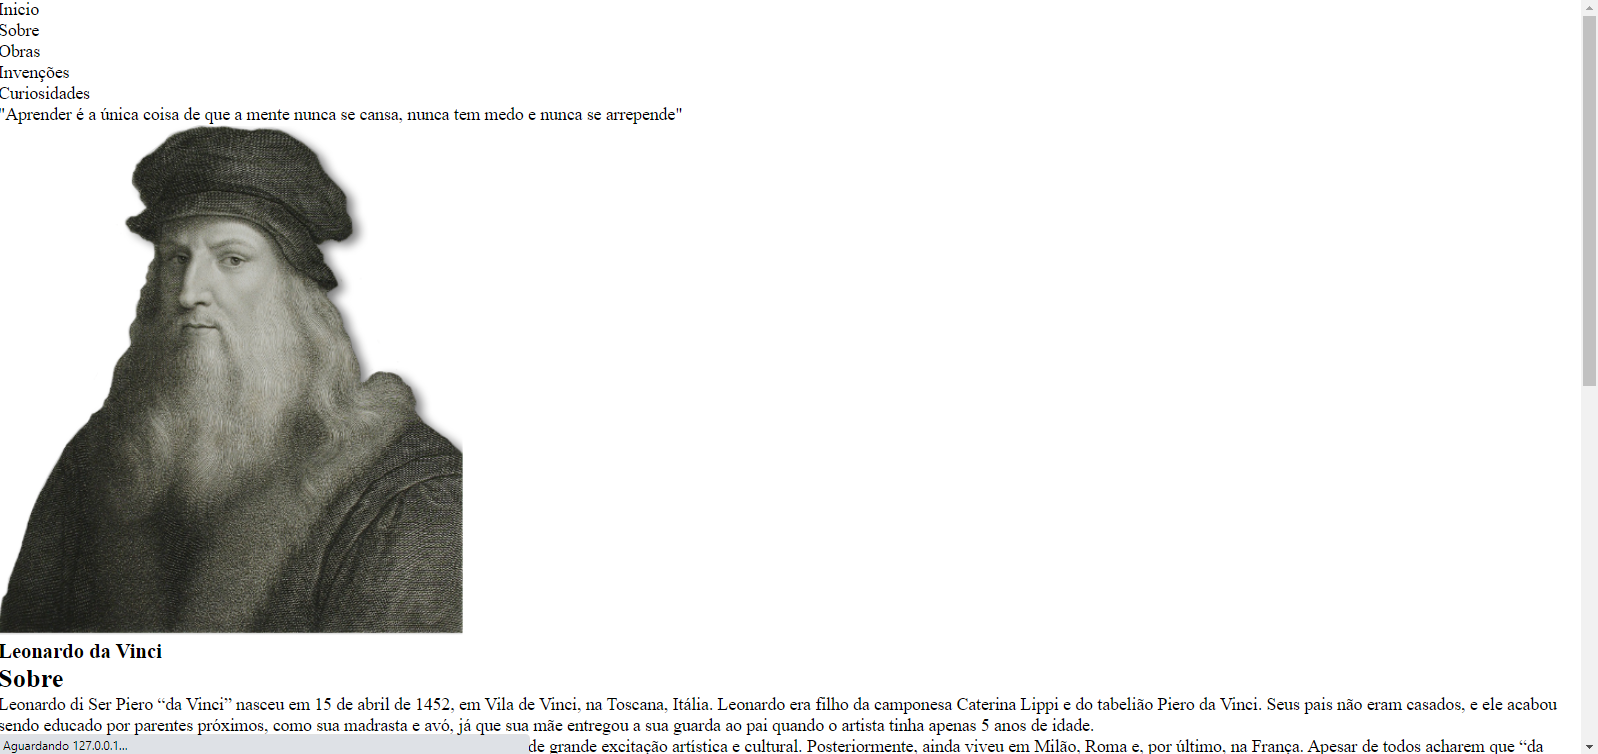 Inicio
Sobre
Obras
Invenções
Curiosidades
"Aprender é a única coisa de que a mente nunca se cansa, nunca tem medo e nunca se arrepende"
Leonardo da Vinci
Sobre
Leonardo di Ser Piero “da Vinci” nasceu em 15 de abril de 1452, em Vila de Vinci, na Toscana, Itália. Leonardo era filho da camponesa Caterina Lippi e do tabelião Piero da Vinci. Seus pais não eram casados, e ele acabou
sendo educado por parentes próximos, como sua madrasta e avó, já que sua mãe entregou a sua guarda ao pai quando o artista tinha apenas 5 anos de idade.
Aguardando 127.0.0.1... de grande excitação artística e cultural. Posteriormente, ainda viveu em Milão, Roma e, por último, na França. Apesar de todos acharem que “da